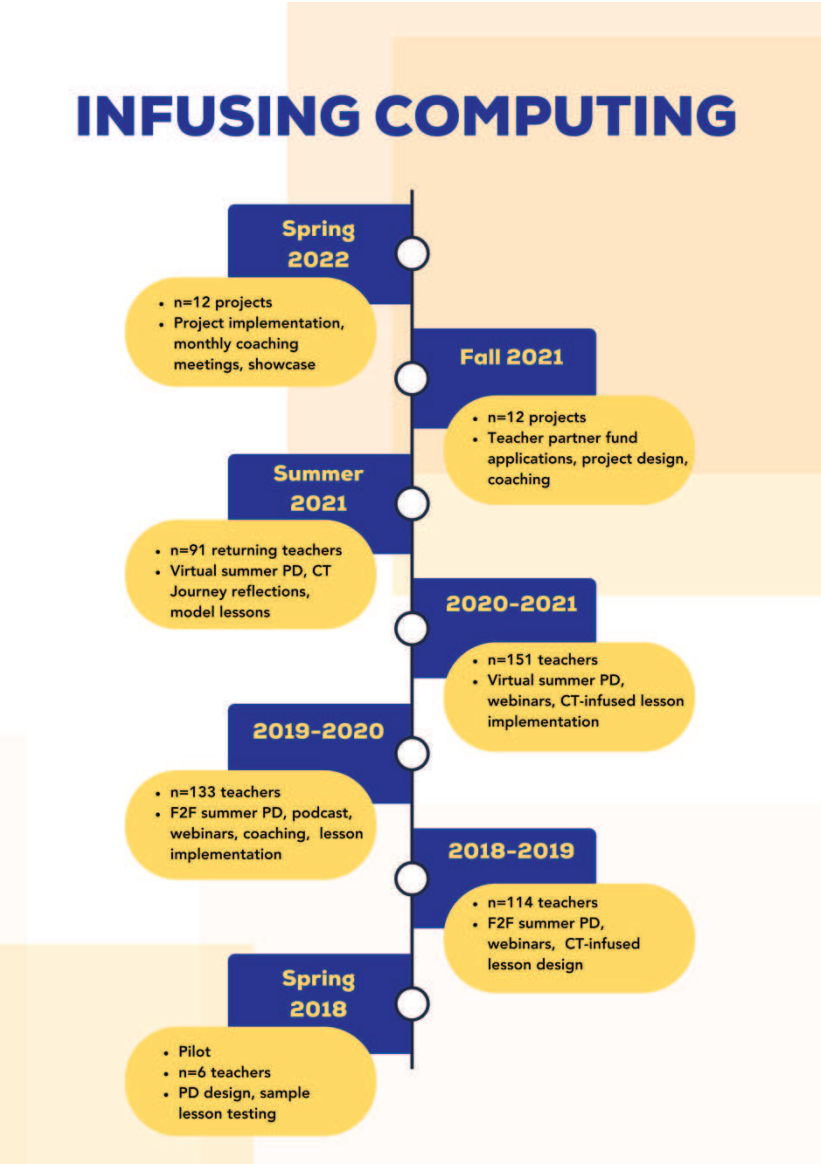 INFUSING COMPUTING
Spring
2022
• n=12 projects
• Project implementation,
monthly coaching
meetings, showcase
Fall 2021
• n=12 projects
• Teacher partner fund
applications, project design,
coaching
Summer
2021
• n=91 returning teachers
• Virtual summer PD, CT
Journey reflections,
model lessons
2020-2021
• n=151 teachers
• Virtual summer PD,
webinars, CT-infused lesson
implementation
2019-2020
• n=133 teachers
• F2F summer PD, podcast,
webinars, coaching, lesson
implementation
2018-2019
• n=114 teachers
• F2F summer PD,
webinars, CT-infused
lesson design
Spring
2018
• Pilot
• n=6 teachers
• PD design, sample
lesson testing